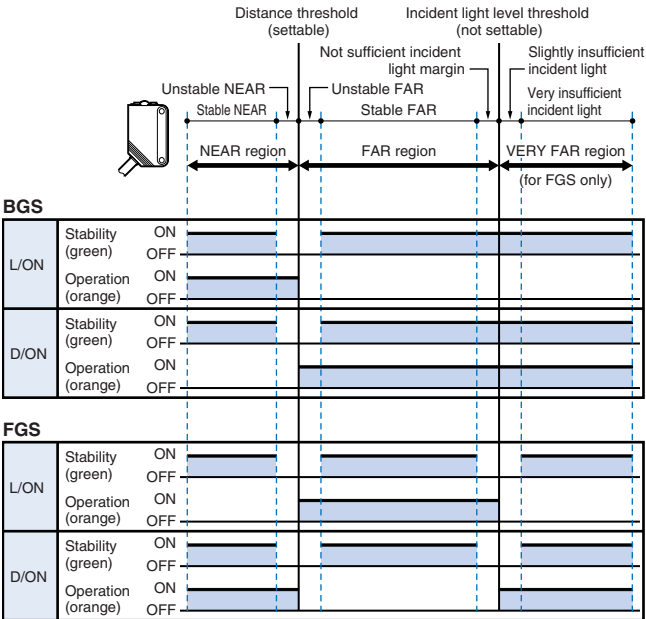 Distance threshold
(settable)
Incident light level threshold
(not settable)
Not sufficient incident
light margin
Slightly insufficient
incident light
Unstable NEAR
Unstable FAR
Very insufficient
incident light
Stable NEAR
Stable FAR
NEAR region
FAR region
VERY FAR region
(for FGS only)
BGS
L/ON
Stability
(green)
ON
OFF
Operation
(orange)
ON
OFF
D/ON
Stability
(green)
ON
OFF
Operation
(orange)
ON
OFF
FGS
L/ON
Stability
(green)
ON
OFF
Operation
(orange)
ON
OFF
D/ON
Stability
(green)
ON
OFF
Operation
(orange)
ON
OFF